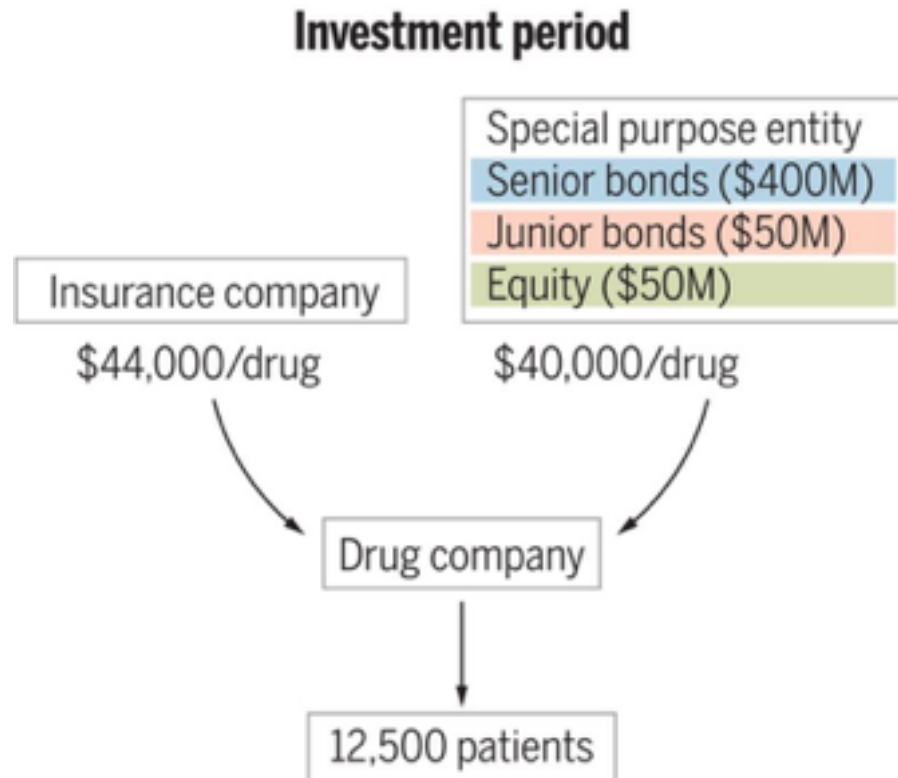 Investment period
Special purpose entity
Senior bonds ($400M)
Junior bonds ($50M)
Equity ($50M)
Insurance company
$44,000/drug
$40,000/drug
Drug company
12,500 patients